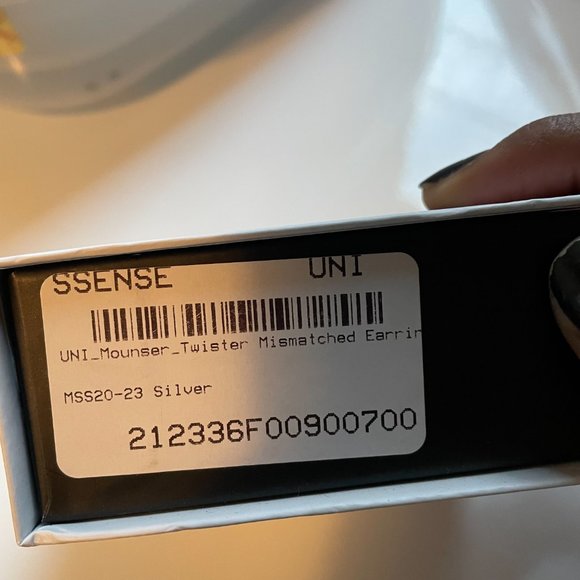 SSENSE UNI
UNI_Mounser_Twister Mismatched Earrin
MSS20-23 Silver
212336F00900700